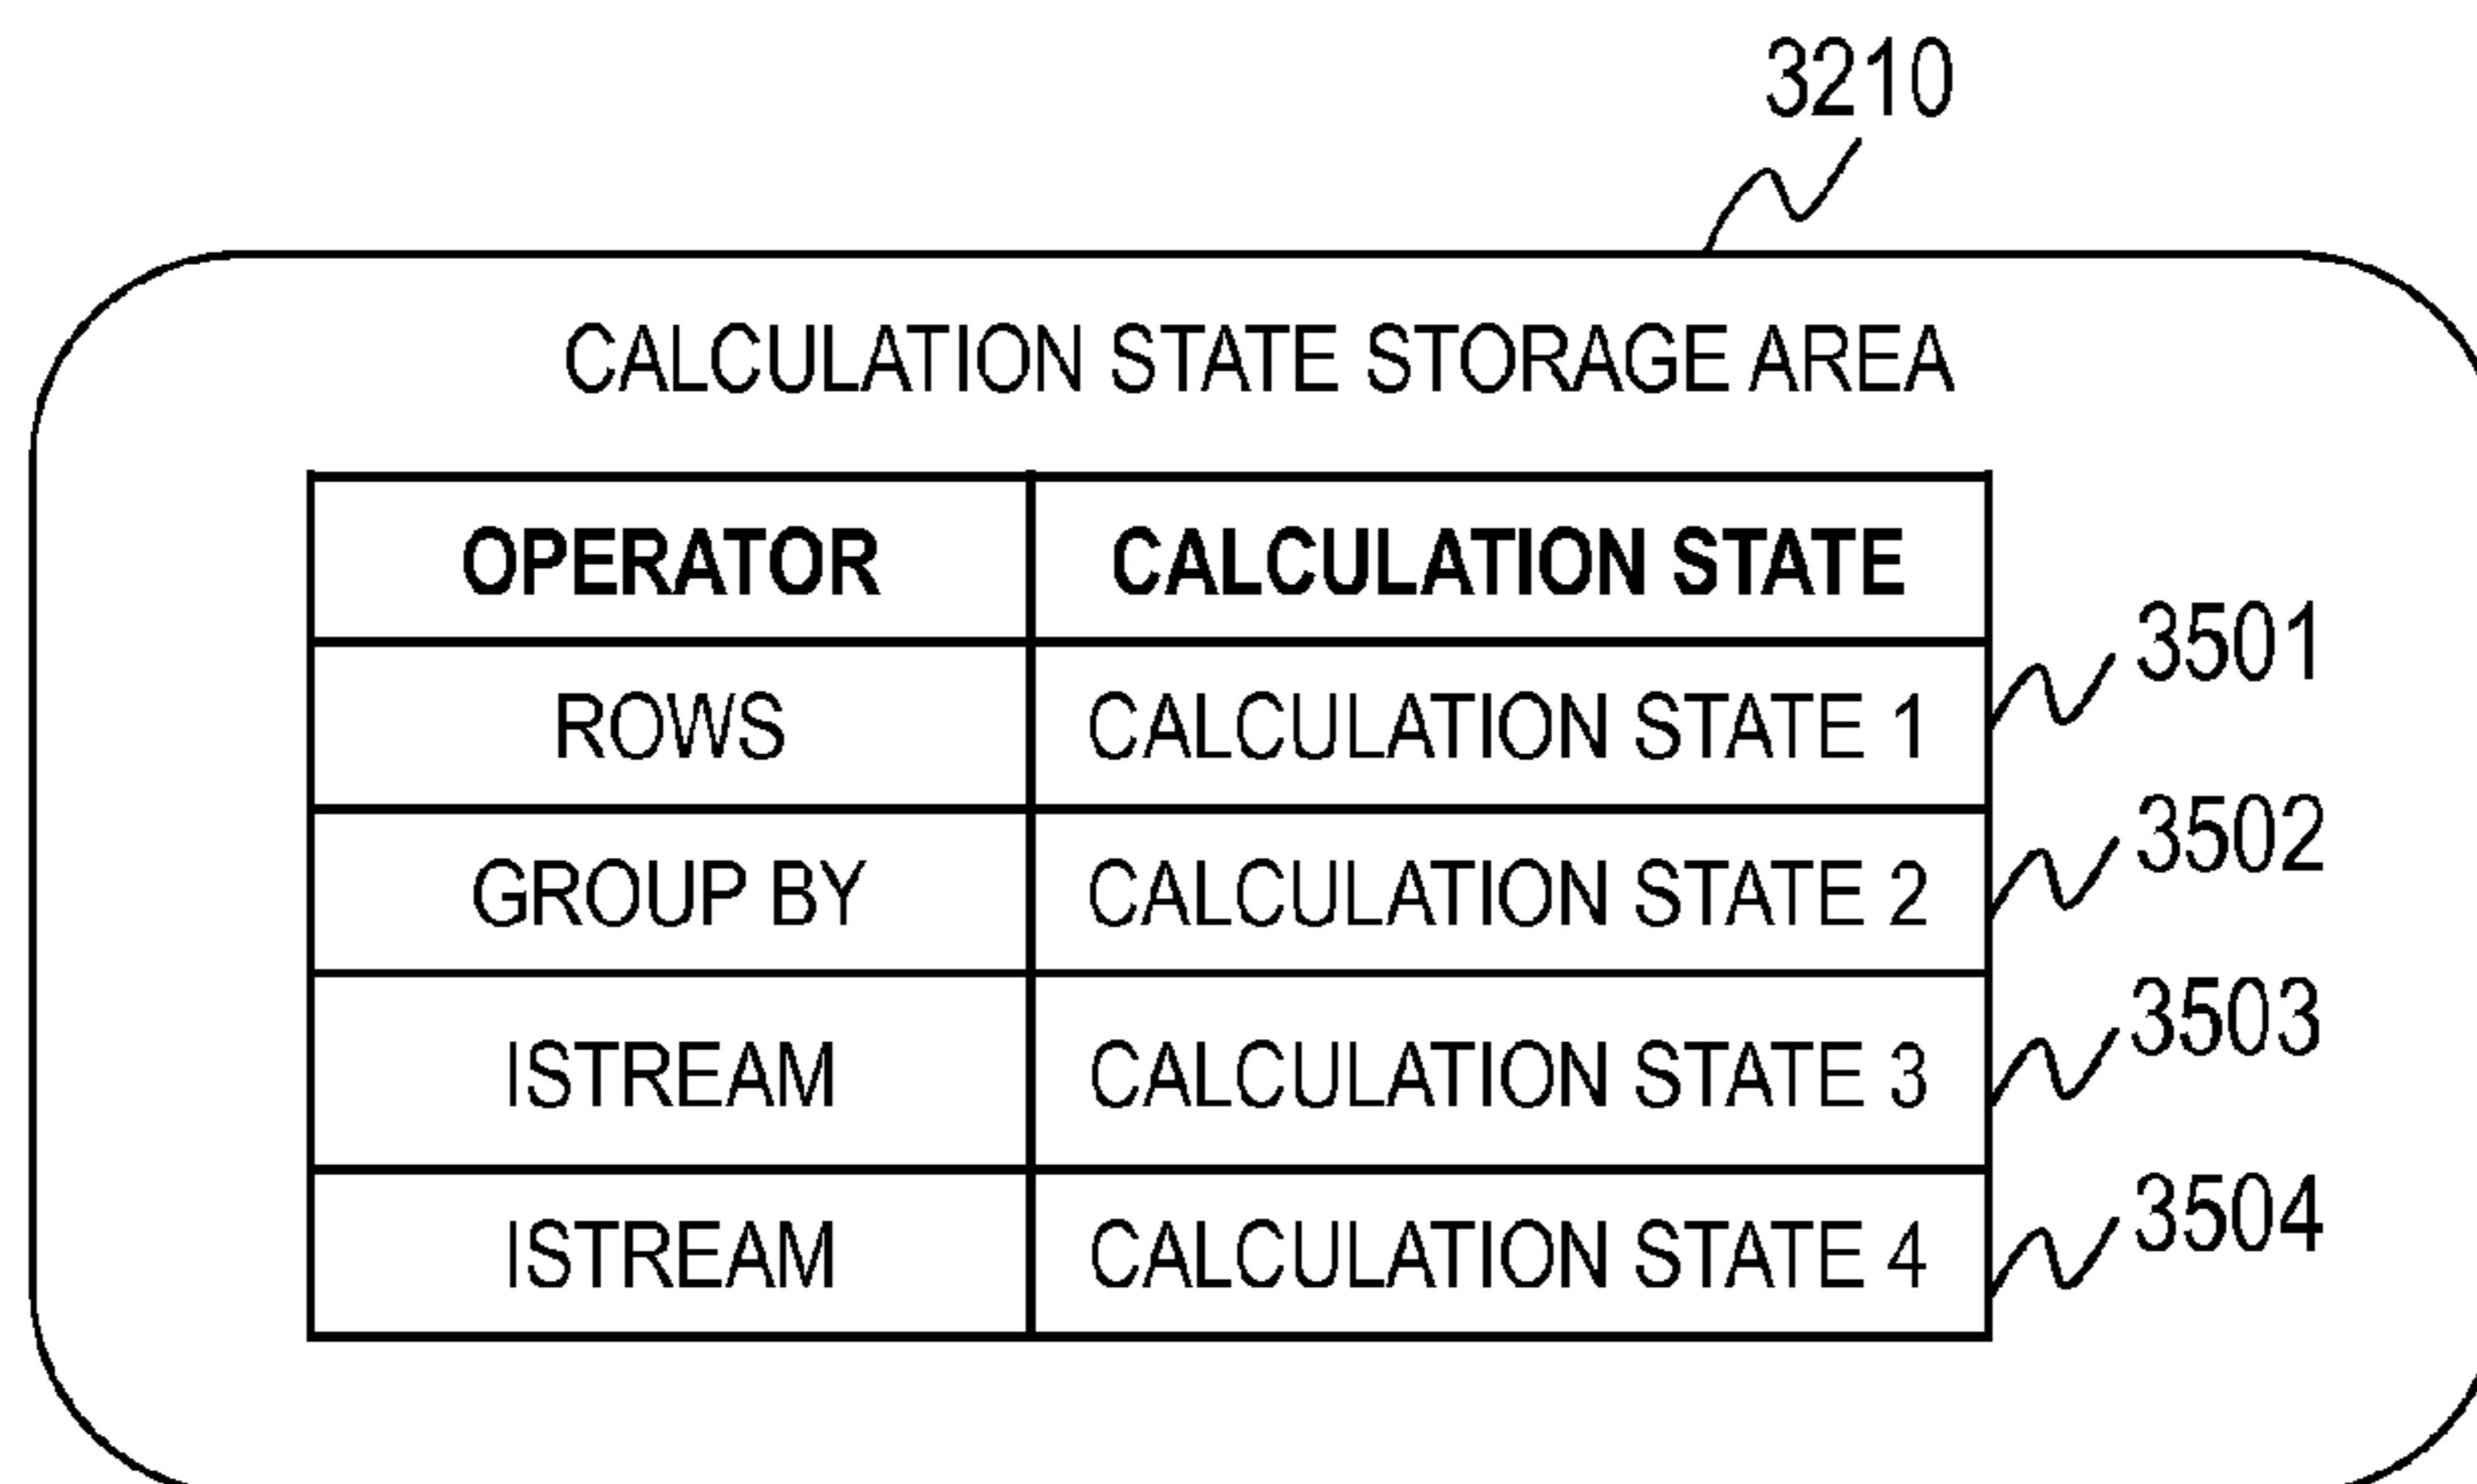 3210
CALCULATION STATE STORAGE AREA
OPERATOR CALCULATION STATE
ROWS CALCULATION STATE 1 3501
GROUP BY CALCULATION STATE 2 3502
ISTREAM CALCULATION STATE 3 3503
ISTREAM CALCULATION STATE 4 3504